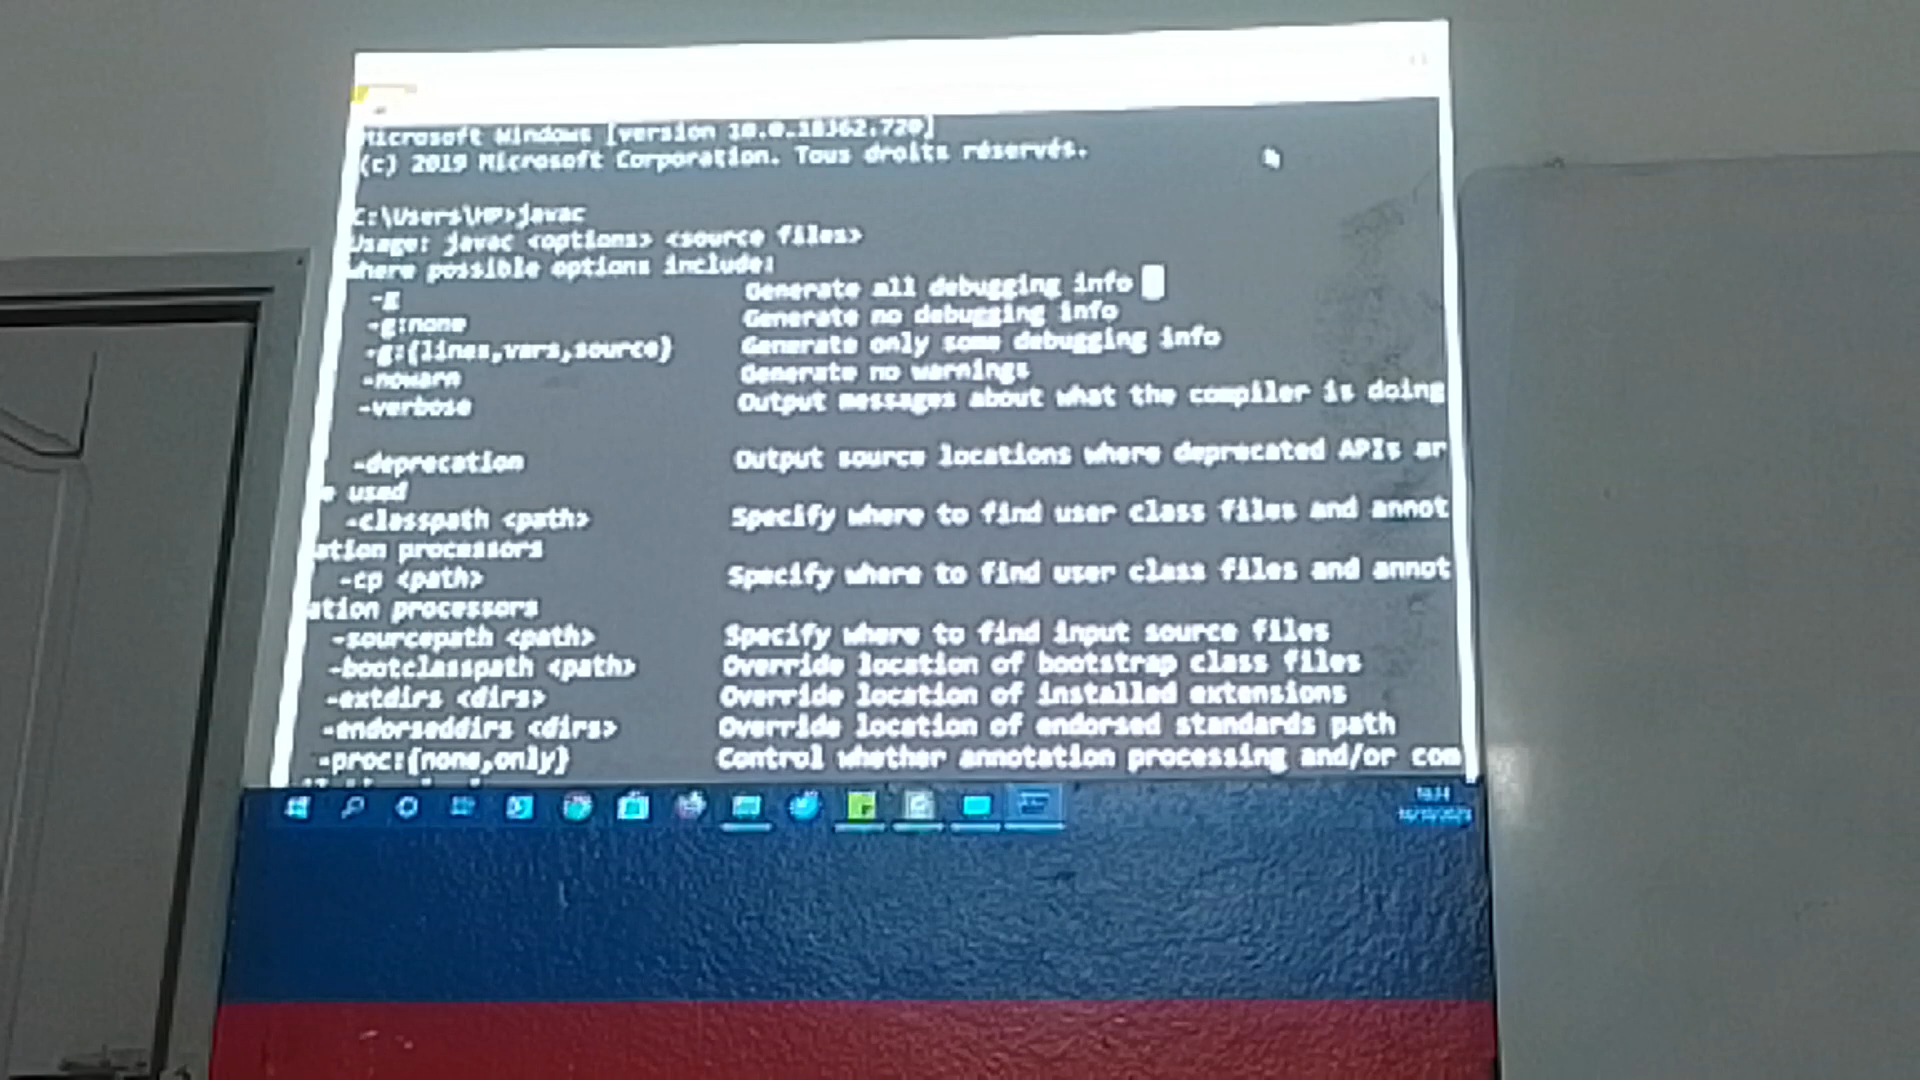 Microsoft Windows [version 10.0.18362.720]
(c) 2019 Microsoft Corporation. Tous droits réservés.
C:\Users\HP>javac
Usage: javac <options> <source files>
where possible options include:
-g Generate all debugging info
-g:none Generate no debugging info
-g:{lines,vars,source} Generate only some debugging info
-nowarn Generate no warnings
-verbose Output messages about what the compiler is doing
-deprecation Output source locations where deprecated APIs ar
e used
-classpath <path> Specify where to find user class files and annot
ation processors
-cp <path> Specify where to find user class files and annot
ation processors
-sourcepath <path> Specify where to find input source files
-bootclasspath <path> Override location of bootstrap class files
-extdirs <dirs> Override location of installed extensions
-endorseddirs <dirs> Override location of endorsed standards path
-proc:{none,only} Control whether annotation processing and/or com